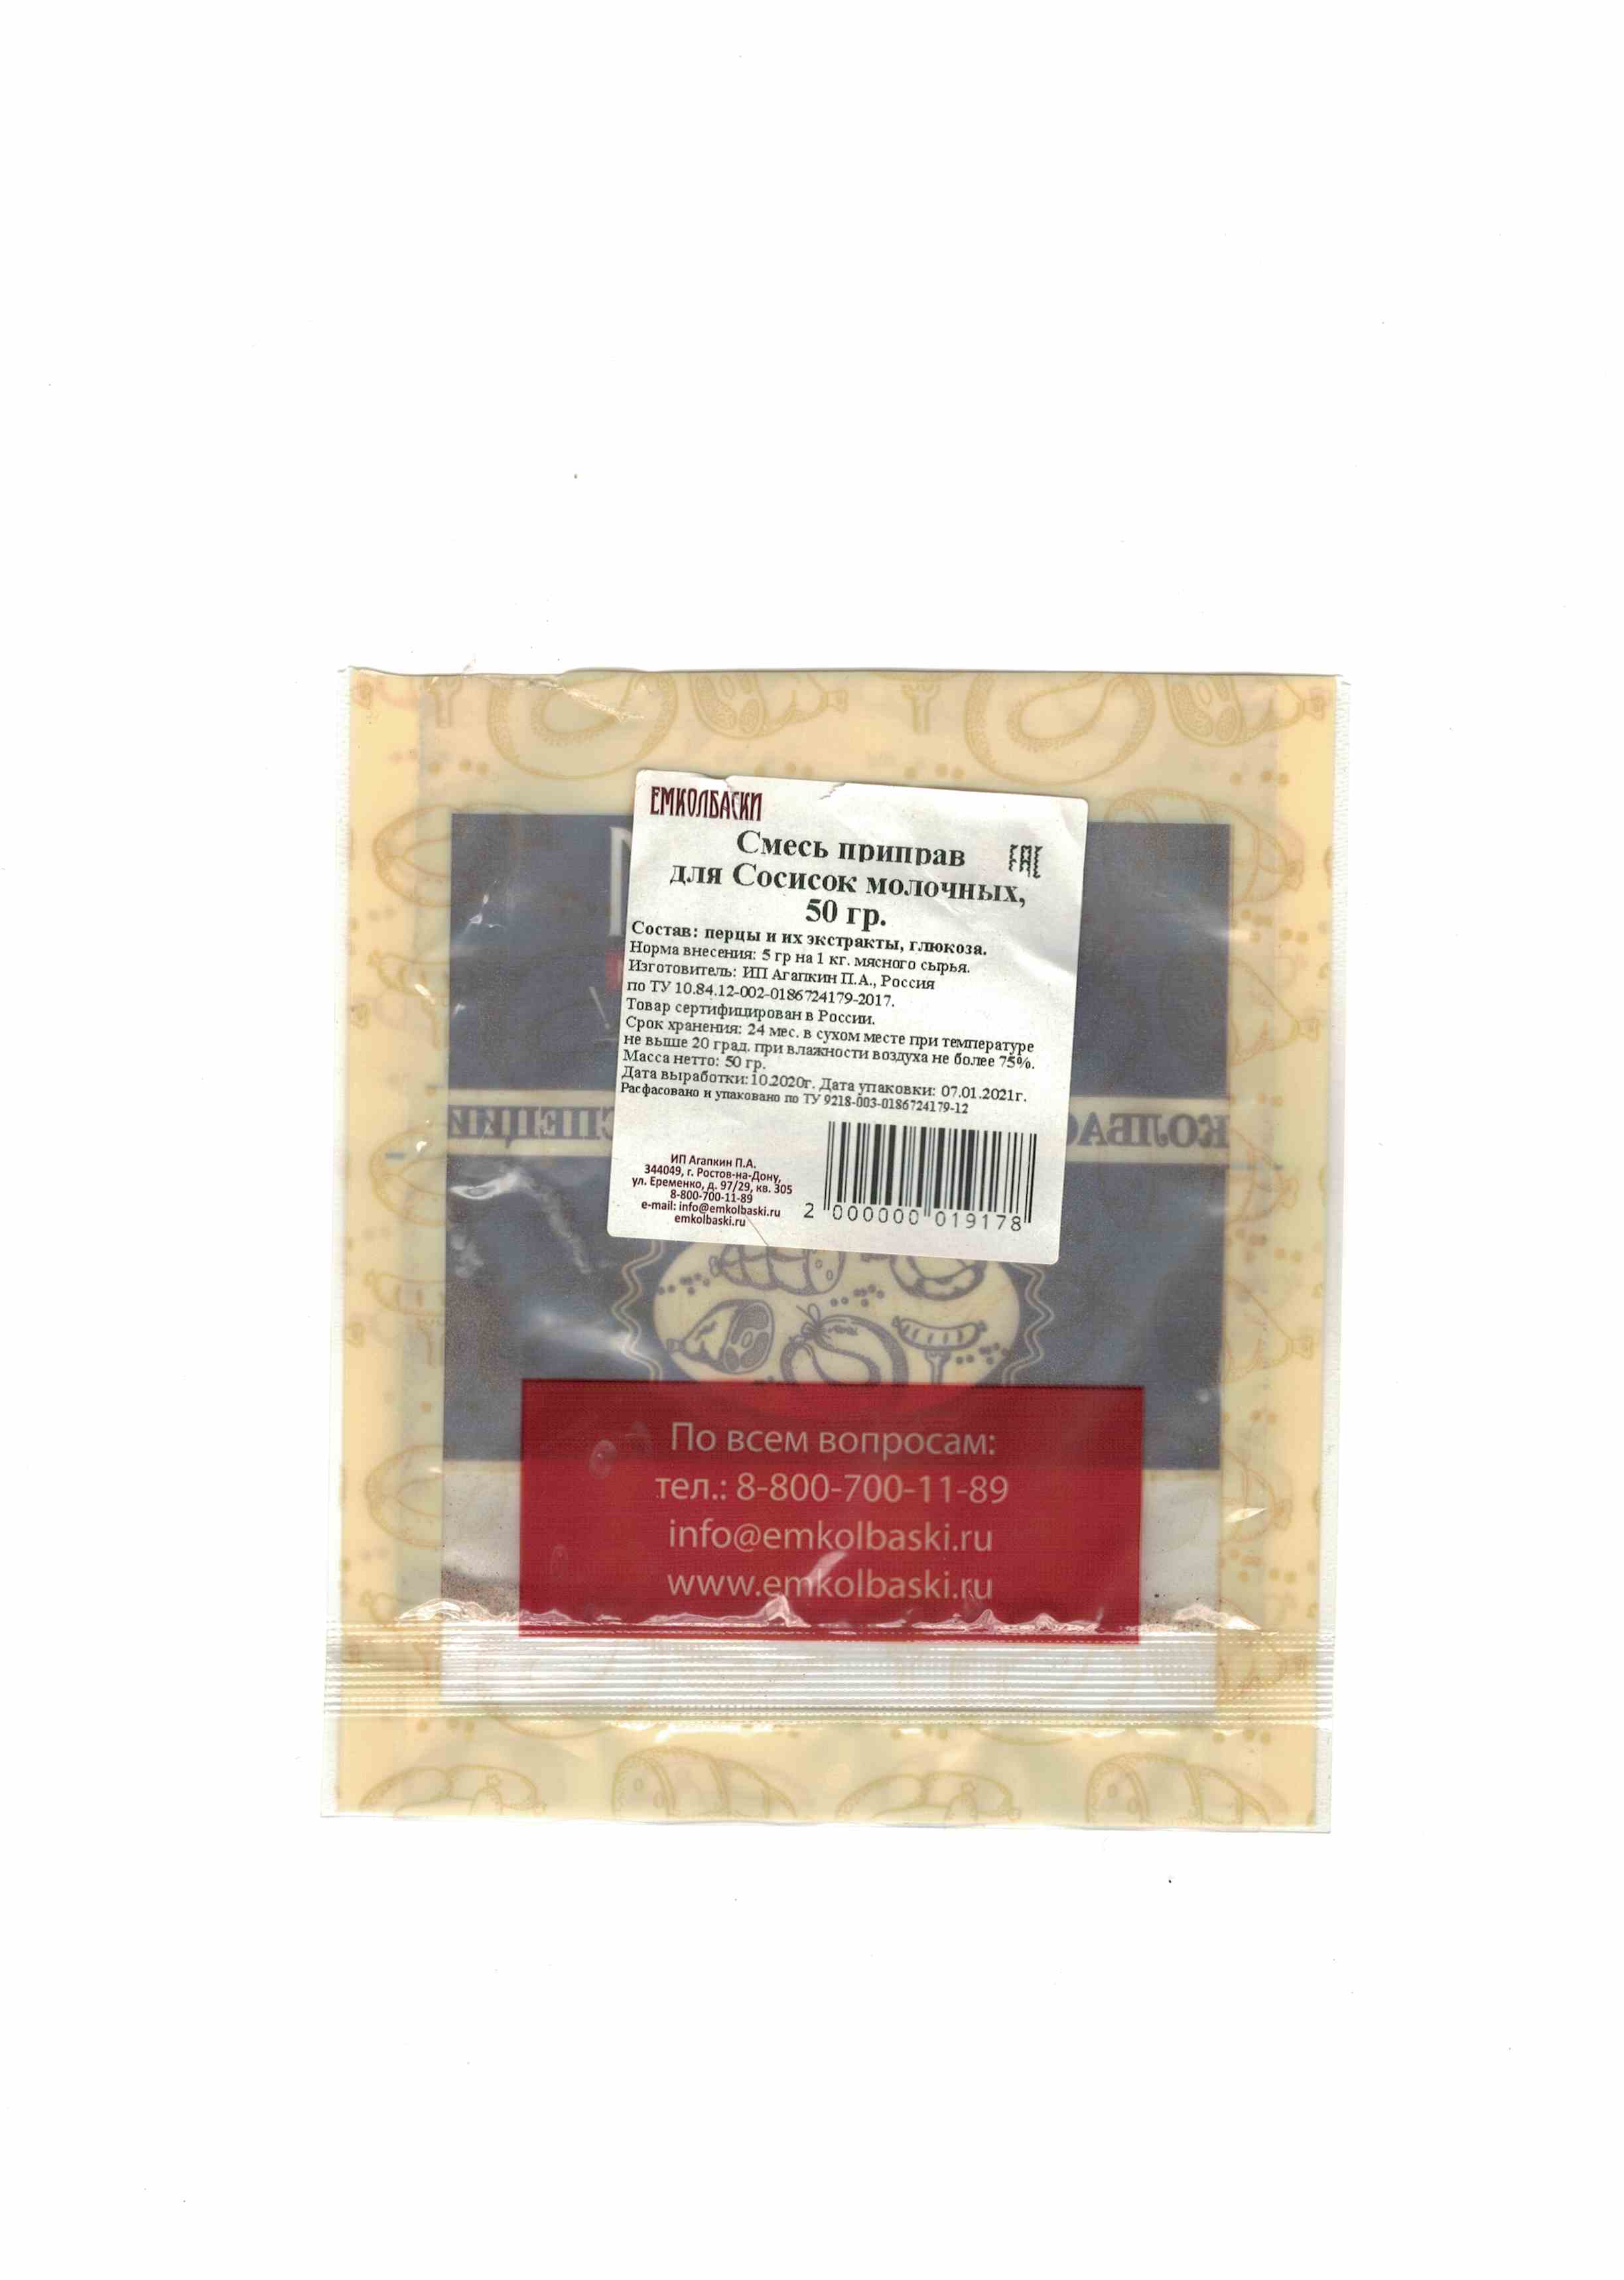 ЕМКОЛБАСКИ
Смесь приправ
для Сосисок молочных,
50 гр.
Состав: перцы и их экстракты, глюкоза.
Норма внесения: 5 гр на 1 кг. мясного сырья.
Изготовитель: ИП Агапкин П.А., Россия
по ТУ 10.84.12-002-0186724179-2017.
Товар сертифицирован в России.
Срок хранения: 24 мес. в сухом месте при температуре
не выше 20 град. при влажности воздуха не более 75%.
Масса нетто: 50 гр.
Дата выработки: 10.2020г. Дата упаковки: 07.01.2021г.
Расфасовано и упаковано по ТУ 9218-003-0186724179-12
ИП Агапкин П.А.
344049, г. Ростов-на-Дону,
ул. Еременко, д. 97/29, кв. 305
8-800-700-11-89
e-mail: info@emkolbaski.ru
emkolbaski.ru
2 000000 019178
По всем вопросам:
тел.: 8-800-700-11-89
info@emkolbaski.ru
www.emkolbaski.ru